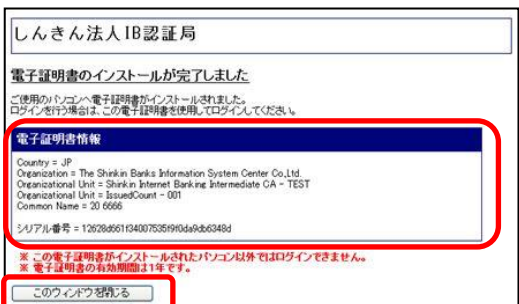 しんきん法人IB認証局
電子証明書のインストールが完了しました
ご使用のパソコンへ電子証明書がインストールされました。
ログインを行う場合は、この電子証明書を使用してログインしてください。
電子証明書情報
Country = JP
Organization = The Shinkin Banks Information System Center Co.,Ltd.
Organizational Unit = Shinkin Internet Banking Intermediate CA - TEST
Organizational Unit = IssuedCount - 001
Common Name = 20 6666
シリアル番号 = 12628d661f34007535f9f0da9db6348d
※ この電子証明書がインストールされたパソコン以外ではログインできません。
※ 電子証明書の有効期間は1年です。
このウィンドウを閉じる